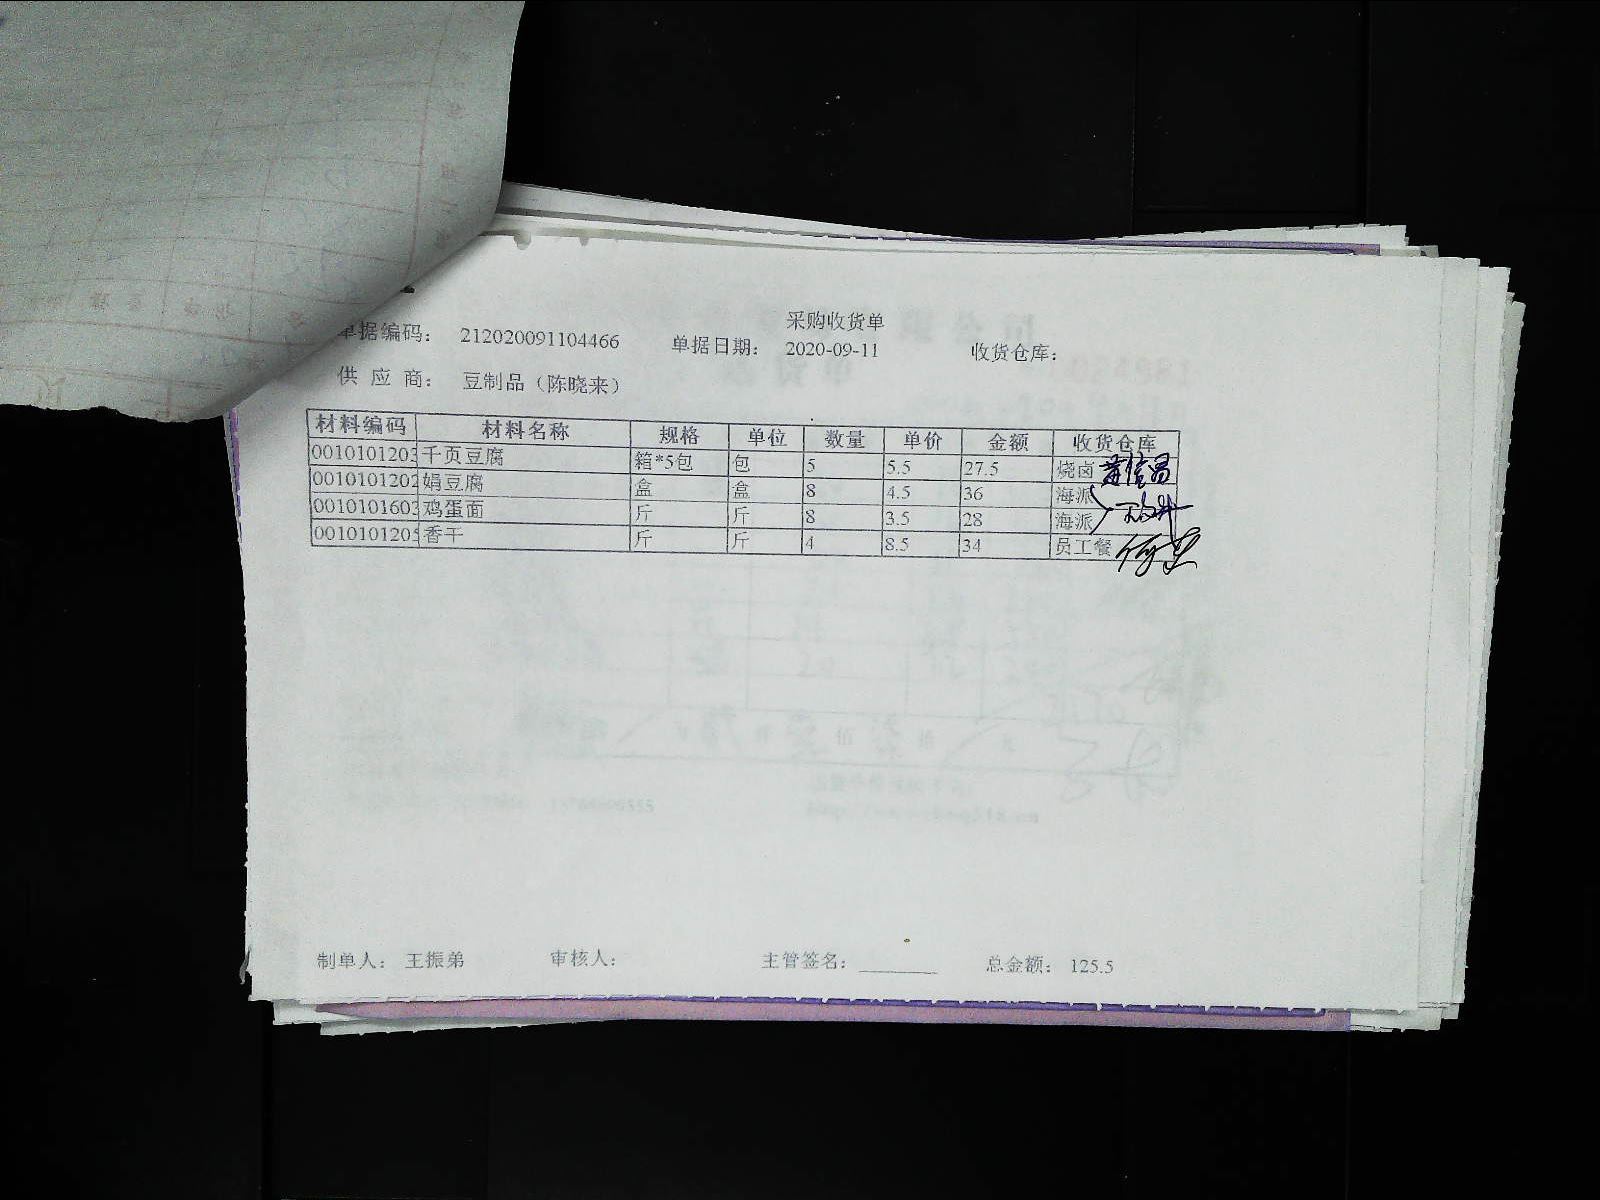 采购收货单
单据编码： 212020091104466 单据日期： 2020-09-11 收货仓库：
供 应 商： 豆制品（陈晓来）
材料编码 材料名称 规格 单位 数量 单价 金额 收货仓库
0010101203 千页豆腐 箱*5包 包 5 5.5 27.5 烧卤
0010101202 娟豆腐 盒 盒 8 4.5 36 海派
0010101603 鸡蛋面 斤 斤 8 3.5 28 海派
0010101205 香干 斤 斤 4 8.5 34 员工餐
制单人： 王振弟 审核人： 主管签名： ________ 总金额： 125.5